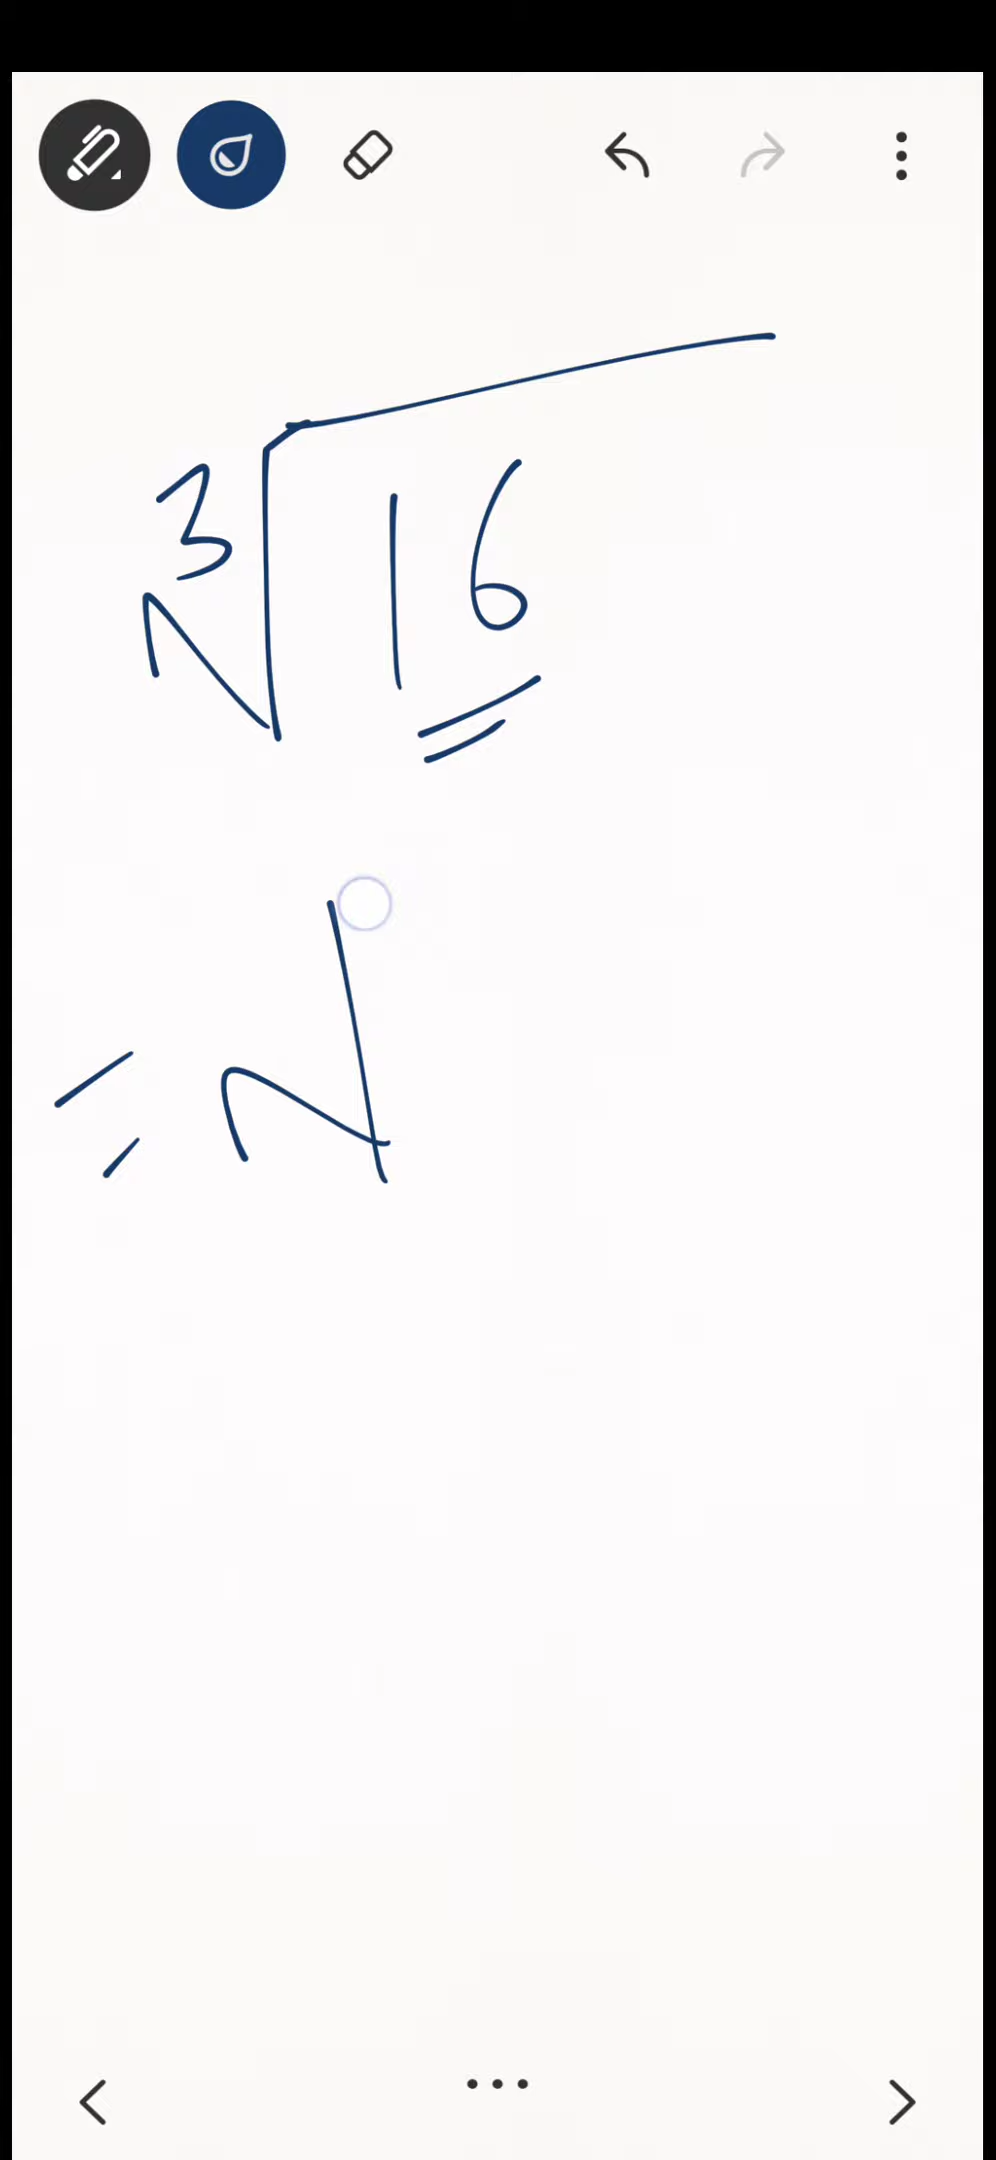 ∛16
= √